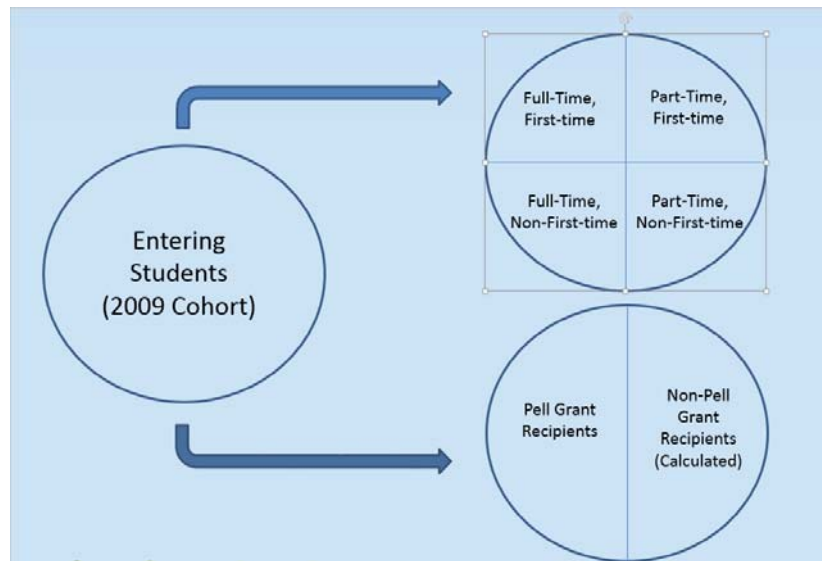 Entering
Students
(2009 Cohort)
Full-Time,
First-time
Part-Time,
First-time
Full-Time,
Non-First-time
Part-Time,
Non-First-time
Pell Grant
Recipients
Non-Pell
Grant
Recipients
(Calculated)